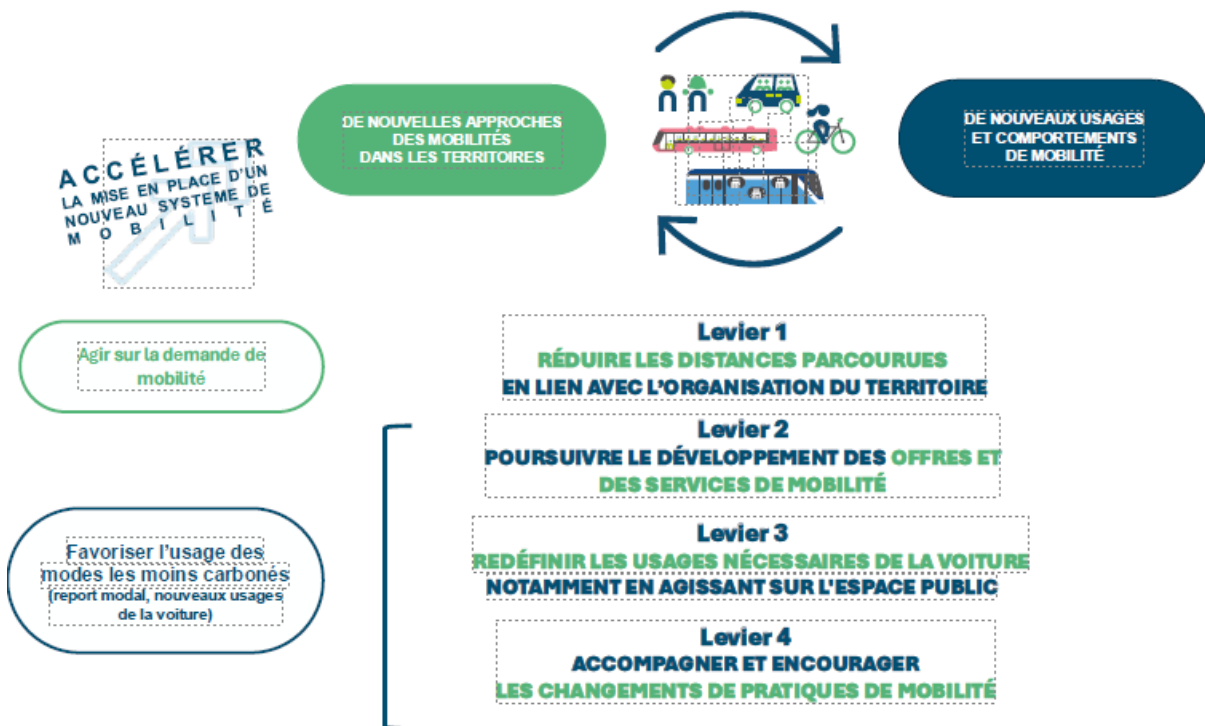 DE NOUVELLES APPROCHES
DES MOBILITÉS
DANS LES TERRITOIRES
DE NOUVEAUX USAGES
ET COMPORTEMENTS
DE MOBILITÉ
ACCÉLÉRER
LA MISE EN PLACE D'UN
NOUVEAU SYSTEME DE
MOBILITÉ
Agir sur la demande de
mobilité
Levier 1
RÉDUIRE LES DISTANCES PARCOURUES
EN LIEN AVEC L'ORGANISATION DU TERRITOIRE
Levier 2
POURSUIVRE LE DÉVELOPPEMENT DES OFFRES ET
DES SERVICES DE MOBILITÉ
Favoriser l'usage des
modes les moins carbonés
(report modal, nouveaux usages
de la voiture)
Levier 3
REDÉFINIR LES USAGES NÉCESSAIRES DE LA VOITURE
NOTAMMENT EN AGISSANT SUR L'ESPACE PUBLIC
Levier 4
ACCOMPAGNER ET ENCOURAGER
LES CHANGEMENTS DE PRATIQUES DE MOBILITÉ